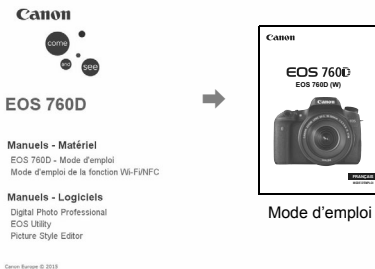 Canon
come
and
see
EOS 760D
Manuels - Matériel
EOS 760D - Mode d'emploi
Mode d'emploi de la fonction Wi-Fi/NFC
Manuels - Logiciels
Digital Photo Professional
EOS Utility
Picture Style Editor
Canon Europe © 2015
Canon
EOS 760D
EOS 760D (W)
Canon
FRANÇAIS
MODE D'EMPLOI
Mode d'emploi